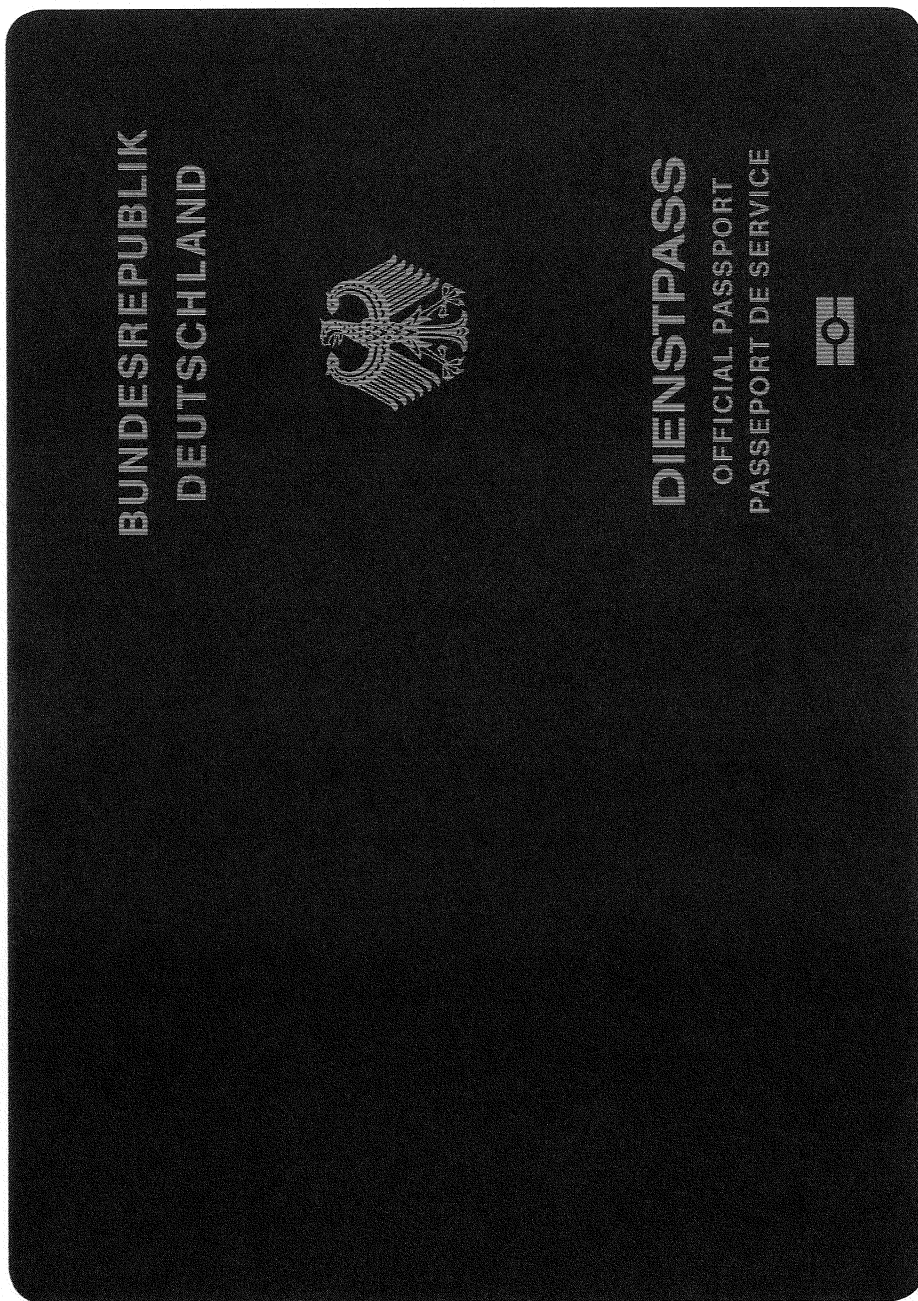 BUNDESREPUBLIK
DEUTSCHLAND
DIENSTPASS
OFFICIAL PASSPORT
PASSEPORT DE SERVICE